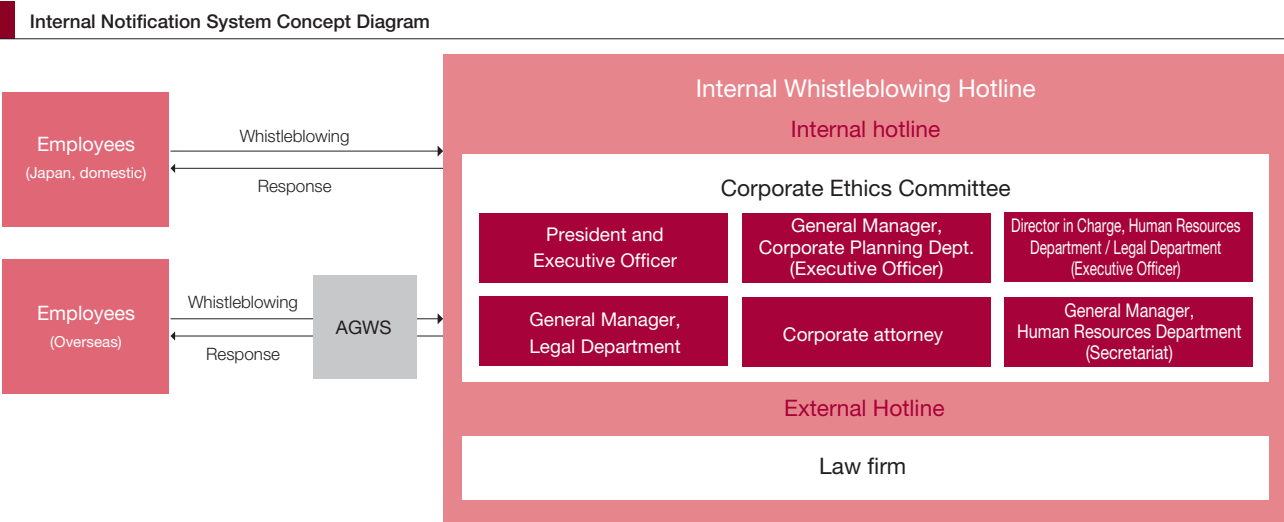 Internal Notification System Concept Diagram
Employees
(Japan, domestic)
Whistleblowing
Response
Employees
(Overseas)
Whistleblowing
Response
AGWS
Internal Whistleblowing Hotline
Internal hotline
Corporate Ethics Committee
President and
Executive Officer
General Manager,
Corporate Planning Dept.
(Executive Officer)
Director in Charge, Human Resources
Department / Legal Department
(Executive Officer)
General Manager,
Legal Department
Corporate attorney
General Manager,
Human Resources Department
(Secretariat)
External Hotline
Law firm